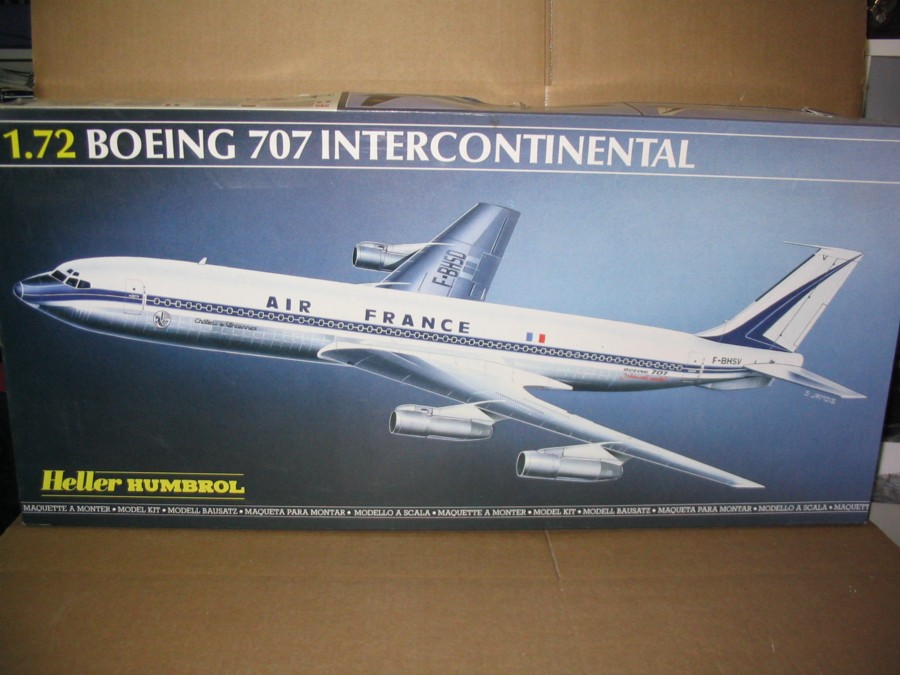 1.72 BOEING 707 INTERCONTINENTAL
F-BHSD
AIR FRANCE
F-BHSV
BOEING 707
Heller HUMBROL
MAQUETTE A MONTER • MODEL KIT • MODELL BAUSATZ • MAQUETA PARA MONTAR • MODELLO A SCALA • MAQUETTE A MONTER • MODEL KIT • MODELL BAUSATZ • MAQUETA PARA MONTAR • MODELLO A SCALA • MAQUETT